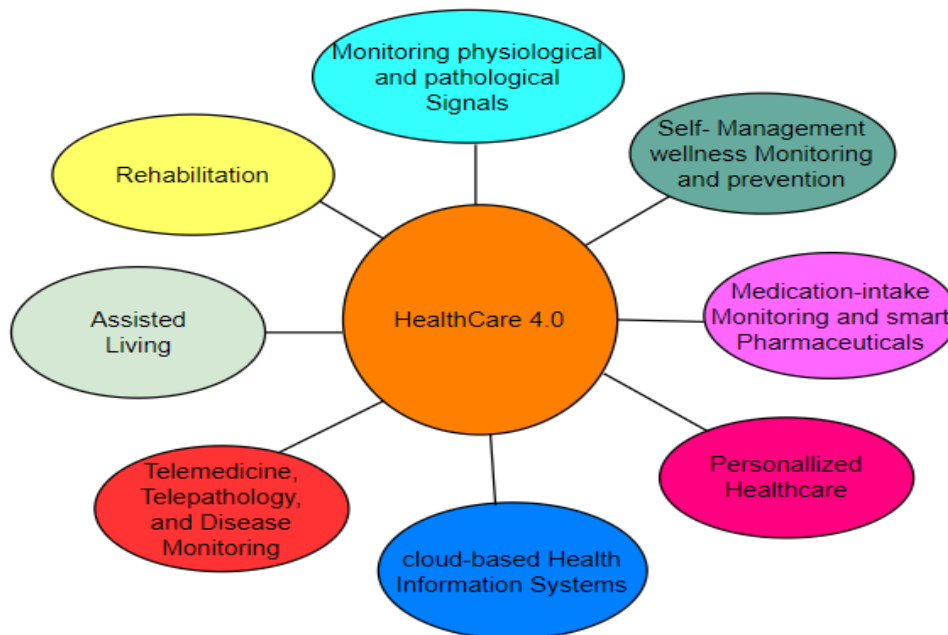 Monitoring physiological
and pathological
Signals
Self- Management
wellness Monitoring
and prevention
Rehabilitation
Medication-intake
Monitoring and smart
Pharmaceuticals
HealthCare 4.0
Assisted
Living
Personallized
Healthcare
Telemedicine,
Telepathology,
and Disease
Monitoring
cloud-based Health
Information Systems